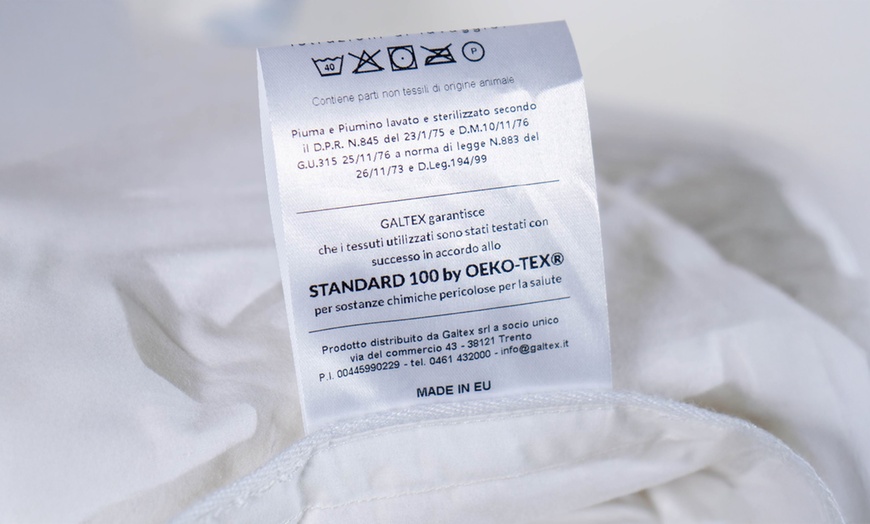 40 P
Contiene parti non tessili di origine animale
Piuma e Piumino lavato e sterilizzato secondo
il D.P.R. N.845 del 23/1/75 e D.M.10/11/76
G.U.315 25/11/76 a norma di legge N.883 del
26/11/73 e D.Leg.194/99
GALTEX garantisce
che i tessuti utilizzati sono stati testati con
successo in accordo allo
STANDARD 100 by OEKO-TEX®
per sostanze chimiche pericolose per la salute
Prodotto distribuito da Galtex srl a socio unico
via del commercio 43 - 38121 Trento
P.I. 00445990229 - tel. 0461 432000 - info@galtex.it
MADE IN EU